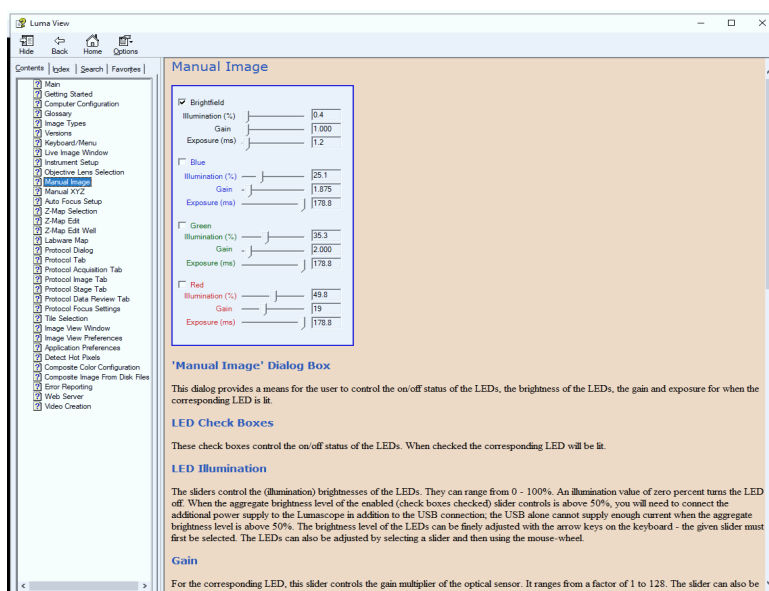 Luma View
Hide Back Home Options
Contents Index Search Favorites
Main
Getting Started
Computer Configuration
Glossary
Image Types
Versions
Keyboard/Menu
Live Image Window
Instrument Setup
Objective Lens Selection
Manual Image
Manual XYZ
Auto Focus Setup
Z-Map Selection
Z-Map Edit
Z-Map Edit Well
Labware Map
Protocol Dialog
Protocol Tab
Protocol Acquisition Tab
Protocol Image Tab
Protocol Stage Tab
Protocol Data Review Tab
Protocol Focus Settings
Tile Selection
Image View Window
Image View Preferences
Application Preferences
Detect Hot Pixels
Composite Color Configuration
Composite Image From Disk Files
Error Reporting
Web Server
Video Creation
Manual Image
Brightfield
Illumination (%) 0.4
Gain 1.000
Exposure (ms) 1.2
Blue
Illumination (%) 25.1
Gain 1.875
Exposure (ms) 178.8
Green
Illumination (%) 35.3
Gain 2.000
Exposure (ms) 178.8
Red
Illumination (%) 49.8
Gain 19
Exposure (ms) 178.8
'Manual Image' Dialog Box
This dialog provides a means for the user to control the on/off status of the LEDs, the brightness of the LEDs, the gain and exposure for when the
corresponding LED is lit.
LED Check Boxes
These check boxes control the on/off status of the LEDs. When checked the corresponding LED will be lit.
LED Illumination
The sliders control the (illumination) brightnesses of the LEDs. They can range from 0 - 100%. An illumination value of zero percent turns the LED
off. When the aggregate brightness level of the enabled (check boxes checked) slider controls is above 50%, you will need to connect the
additional power supply to the Lumascope in addition to the USB connection; the USB alone cannot supply enough current when the aggregate
brightness level is above 50%. The brightness level of the LEDs can be finely adjusted with the arrow keys on the keyboard - the given slider must
first be selected. The LEDs can also be adjusted by selecting a slider and then using the mouse-wheel.
Gain
For the corresponding LED, this slider controls the gain multiplier of the optical sensor. It ranges from a factor of 1 to 128. The slider can also be